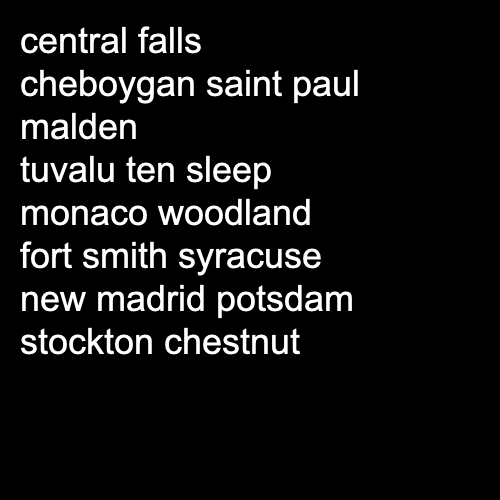 central falls
cheboygan saint paul
malden
tuvalu ten sleep
monaco woodland
fort smith syracuse
new madrid potsdam
stockton chestnut